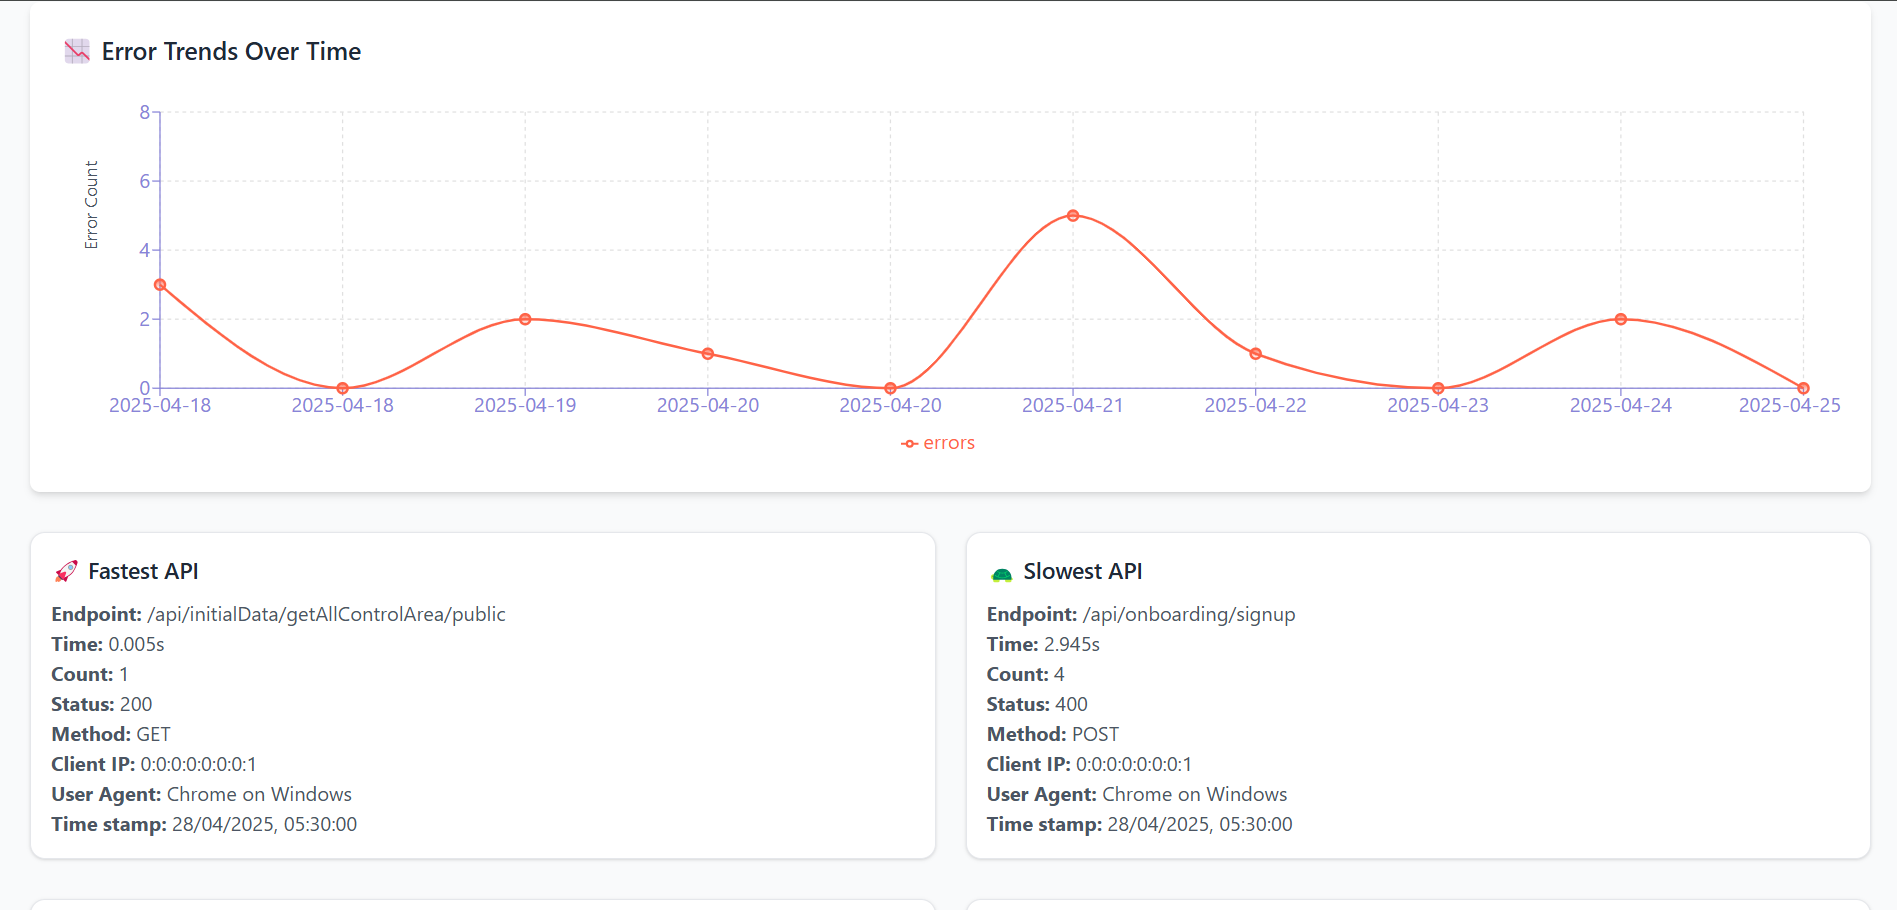 Error Trends Over Time
8
6
4
2
0
Error Count
2025-04-18 2025-04-18 2025-04-19 2025-04-20 2025-04-20 2025-04-21 2025-04-22 2025-04-23 2025-04-24 2025-04-25
errors
Fastest API
Endpoint: /api/initialData/getAllControlArea/public
Time: 0.005s
Count: 1
Status: 200
Method: GET
Client IP: 0:0:0:0:0:0:0:1
User Agent: Chrome on Windows
Time stamp: 28/04/2025, 05:30:00
Slowest API
Endpoint: /api/onboarding/signup
Time: 2.945s
Count: 4
Status: 400
Method: POST
Client IP: 0:0:0:0:0:0:0:1
User Agent: Chrome on Windows
Time stamp: 28/04/2025, 05:30:00